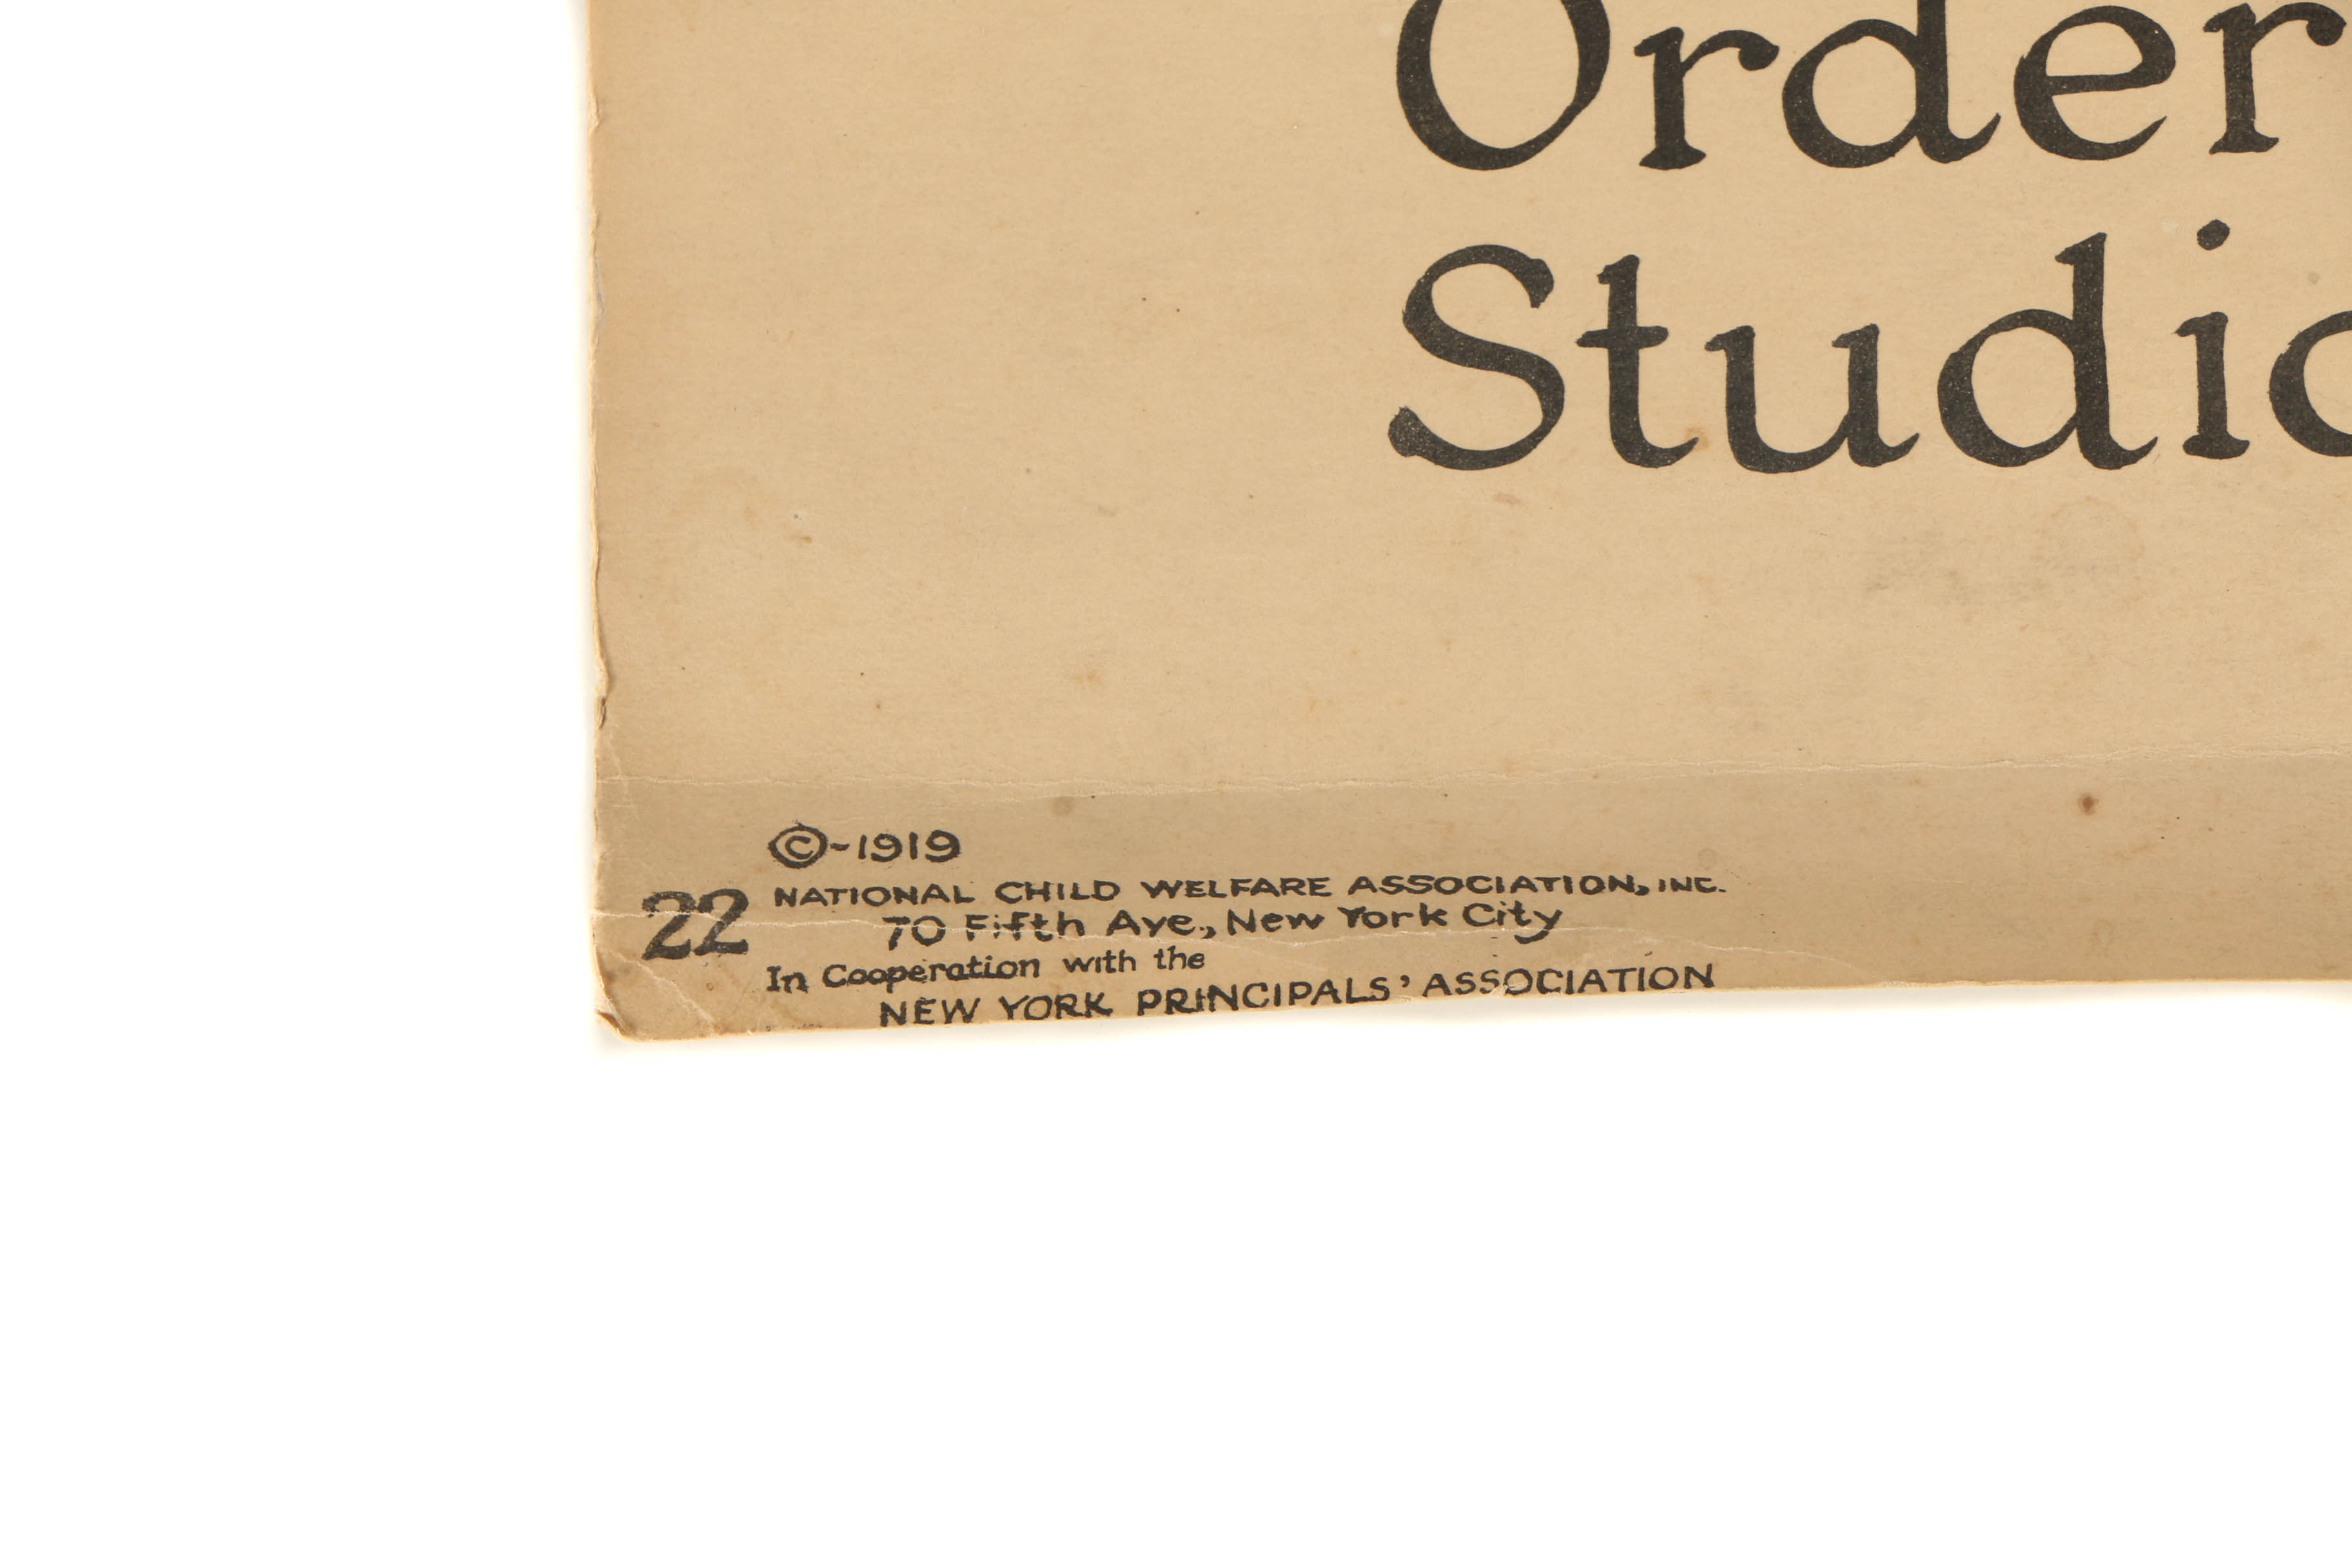 Order
Studio
©-1919
22 NATIONAL CHILD WELFARE ASSOCIATION, INC.
70 Fifth Ave., New York City
In Cooperation with the
NEW YORK PRINCIPALS' ASSOCIATION